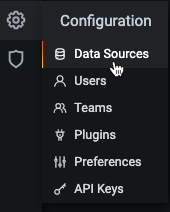 Configuration
Data Sources
Users
Teams
Plugins
Preferences
API Keys